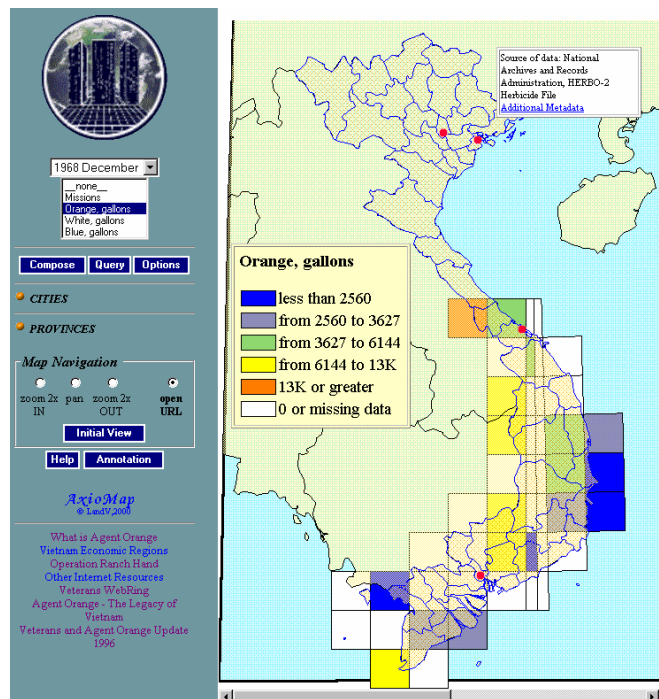 1968 December
__none__
Missions
Orange, gallons
White, gallons
Blue, gallons
Compose
Query
Options
CITIES
PROVINCES
Map Navigation
zoom 2x IN
pan
zoom 2x OUT
open URL
Initial View
Help
Annotation
AxioMap
© LandV,2000
What is Agent Orange
Vietnam Economic Regions
Operation Ranch Hand
Other Internet Resources
Veterans WebRing
Agent Orange - The Legacy of
Vietnam
Veterans and Agent Orange Update
1996
Source of data: National
Archives and Records
Administration, HERBO-2
Herbicide File
Additional Metadata
Orange, gallons
less than 2560
from 2560 to 3627
from 3627 to 6144
from 6144 to 13K
13K or greater
0 or missing data